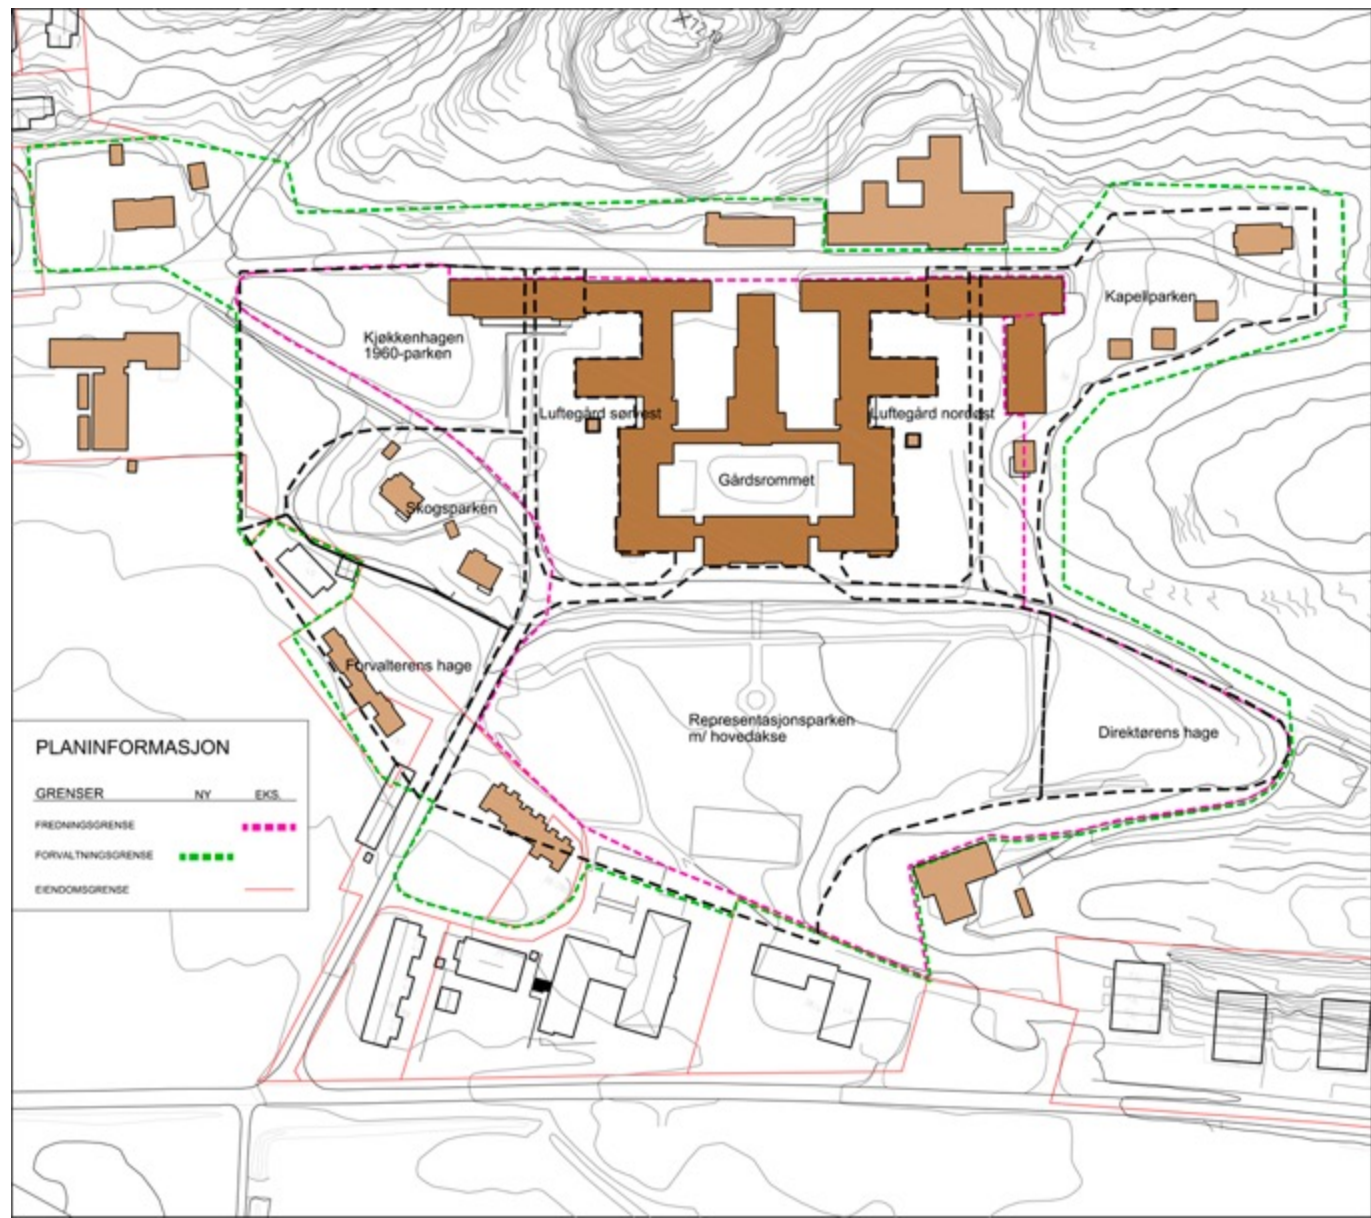 Kjøkkenhagen
1960-parken
Kapellparken
Luftegård sørvest
Luftegård nordøst
Gårdsrommet
Skogsparken
Forvalterens hage
Representasjonsparken
m/ hovedakse
Direktørens hage
PLANINFORMASJON
GRENSER NY EKS.
FREDNINGSGRENSE
FORVALTNINGSGRENSE
EIENDOMSGRENSE